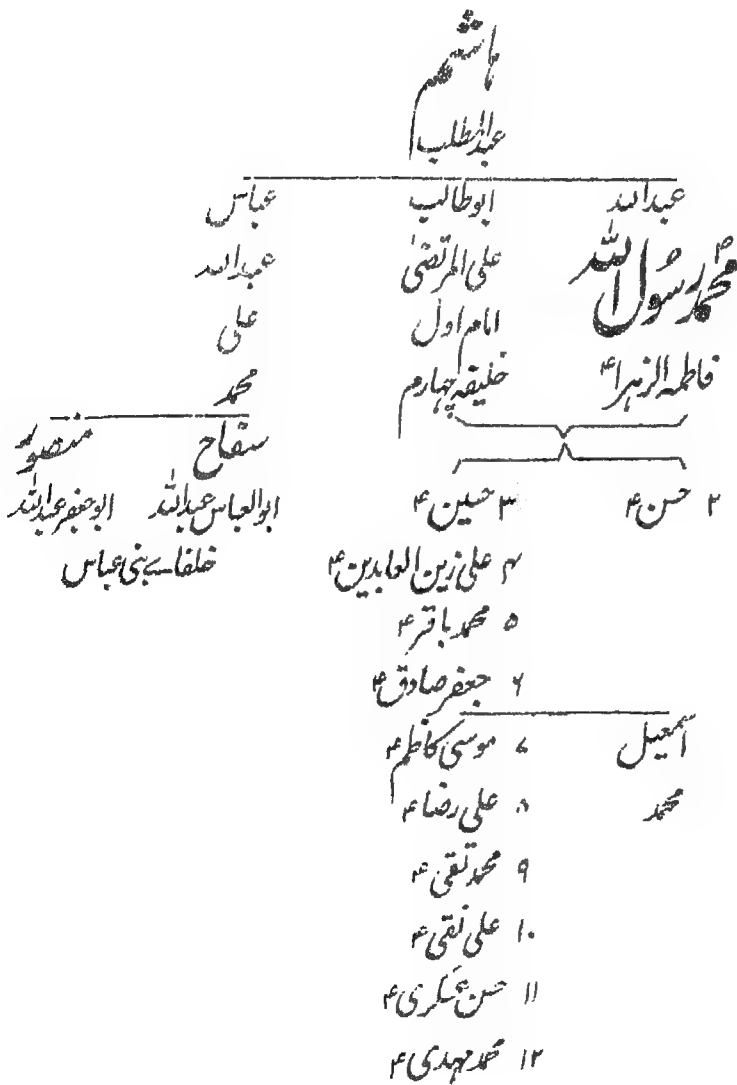 ہاشم
عبدالمطلب
عبداللہ ابوطالب عباس
محمد رسول اللہ ؐ علی المرتضیٰ عبداللہ
امام اول علی
فاطمہ الزہرا ؑ خلیفہ چہارم محمد
سفاح منصور
۲ حسن ؑ ۳ حسین ؑ ابوالعباس عبداللہ ابوجعفر عبداللہ
۴ علی زین العابدین ؑ خلفائے بنی عباس
۵ محمد باقر ؑ
۶ جعفر صادق ؑ
اسمعیل ۷ موسیٰ کاظم ؑ
محمد ۸ علی رضا ؑ
۹ محمد تقی ؑ
۱۰ علی نقی ؑ
۱۱ حسن عسکری ؑ
۱۲ محمد مہدی ؑ